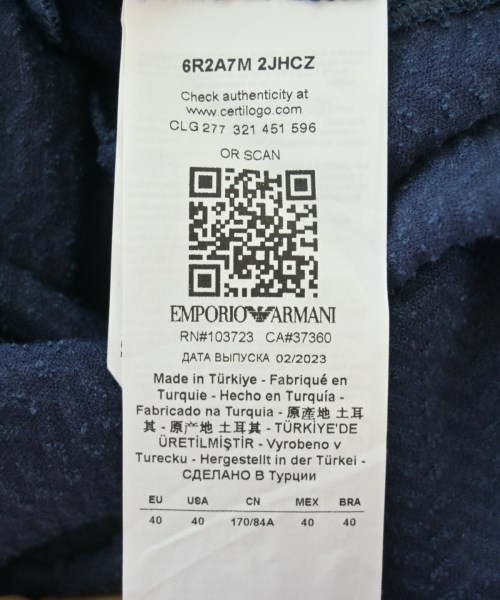 6R2A7M 2JHCZ
Check authenticity at
www.certilogo.com
CLG 277 321 451 596
OR SCAN
EMPORIO ARMANI
RN#103723 CA#37360
ДАТА ВЫПУСКА 02/2023
Made in Türkiye - Fabriqué en
Turquie - Hecho en Turquía -
Fabricado na Turquia - 原産地 土耳
其 - 原产地 土耳其 - TÜRKİYE'DE
ÜRETİLMİŞTİR - Vyrobeno v
Turecku - Hergestellt in der Türkei -
СДЕЛАНО В Турции
EU USA CN MEX BRA
40 40 170/84A 40 40